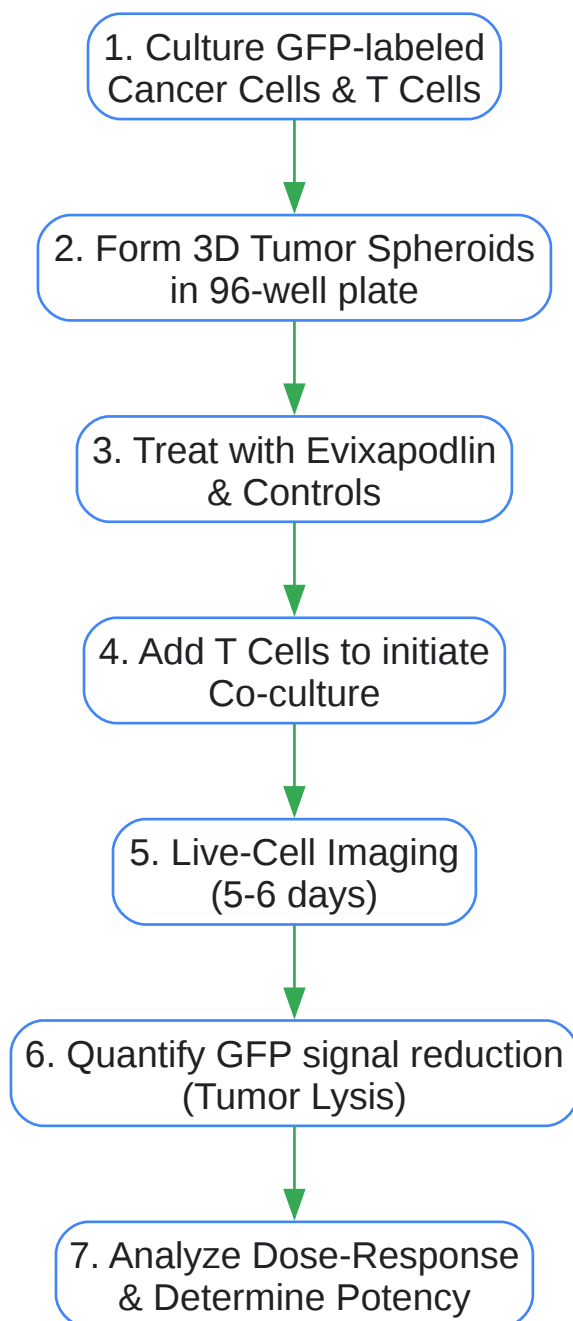 1. Culture GFP-labeled
Cancer Cells & T Cells
2. Form 3D Tumor Spheroids
in 96-well plate
3. Treat with Evixapodlin
& Controls
4. Add T Cells to initiate
Co-culture
5. Live-Cell Imaging
(5-6 days)
6. Quantify GFP signal reduction
(Tumor Lysis)
7. Analyze Dose-Response
& Determine Potency